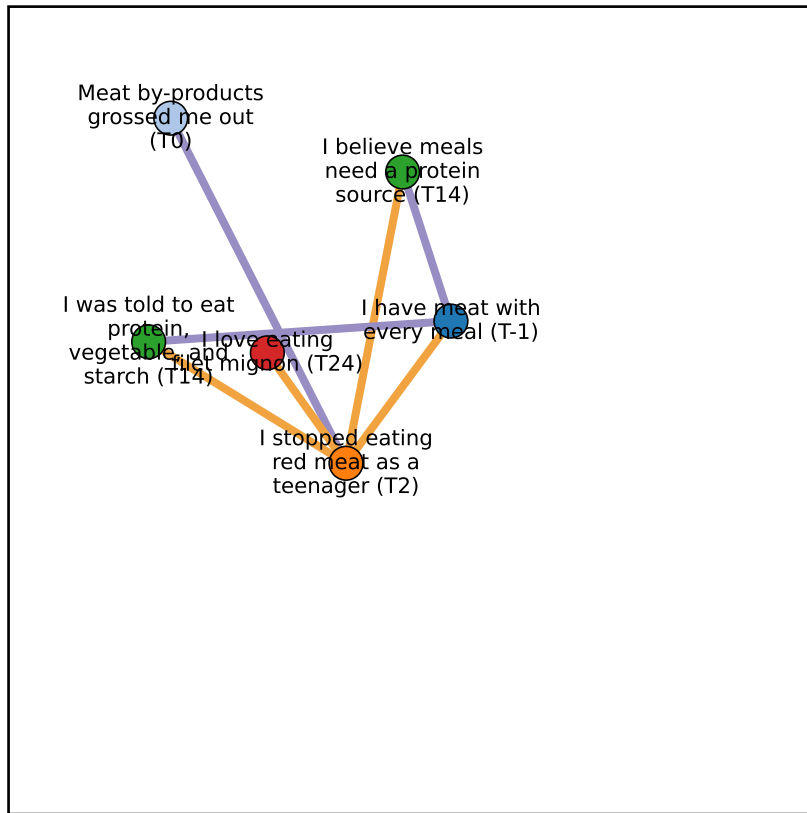 Meat by-products
grossed me out
(T0)
I believe meals
need a protein
source (T14)
I was told to eat
protein,
vegetable, and
starch (T14)
I love eating
filet mignon (T24)
I have meat with
every meal (T-1)
I stopped eating
red meat as a
teenager (T2)